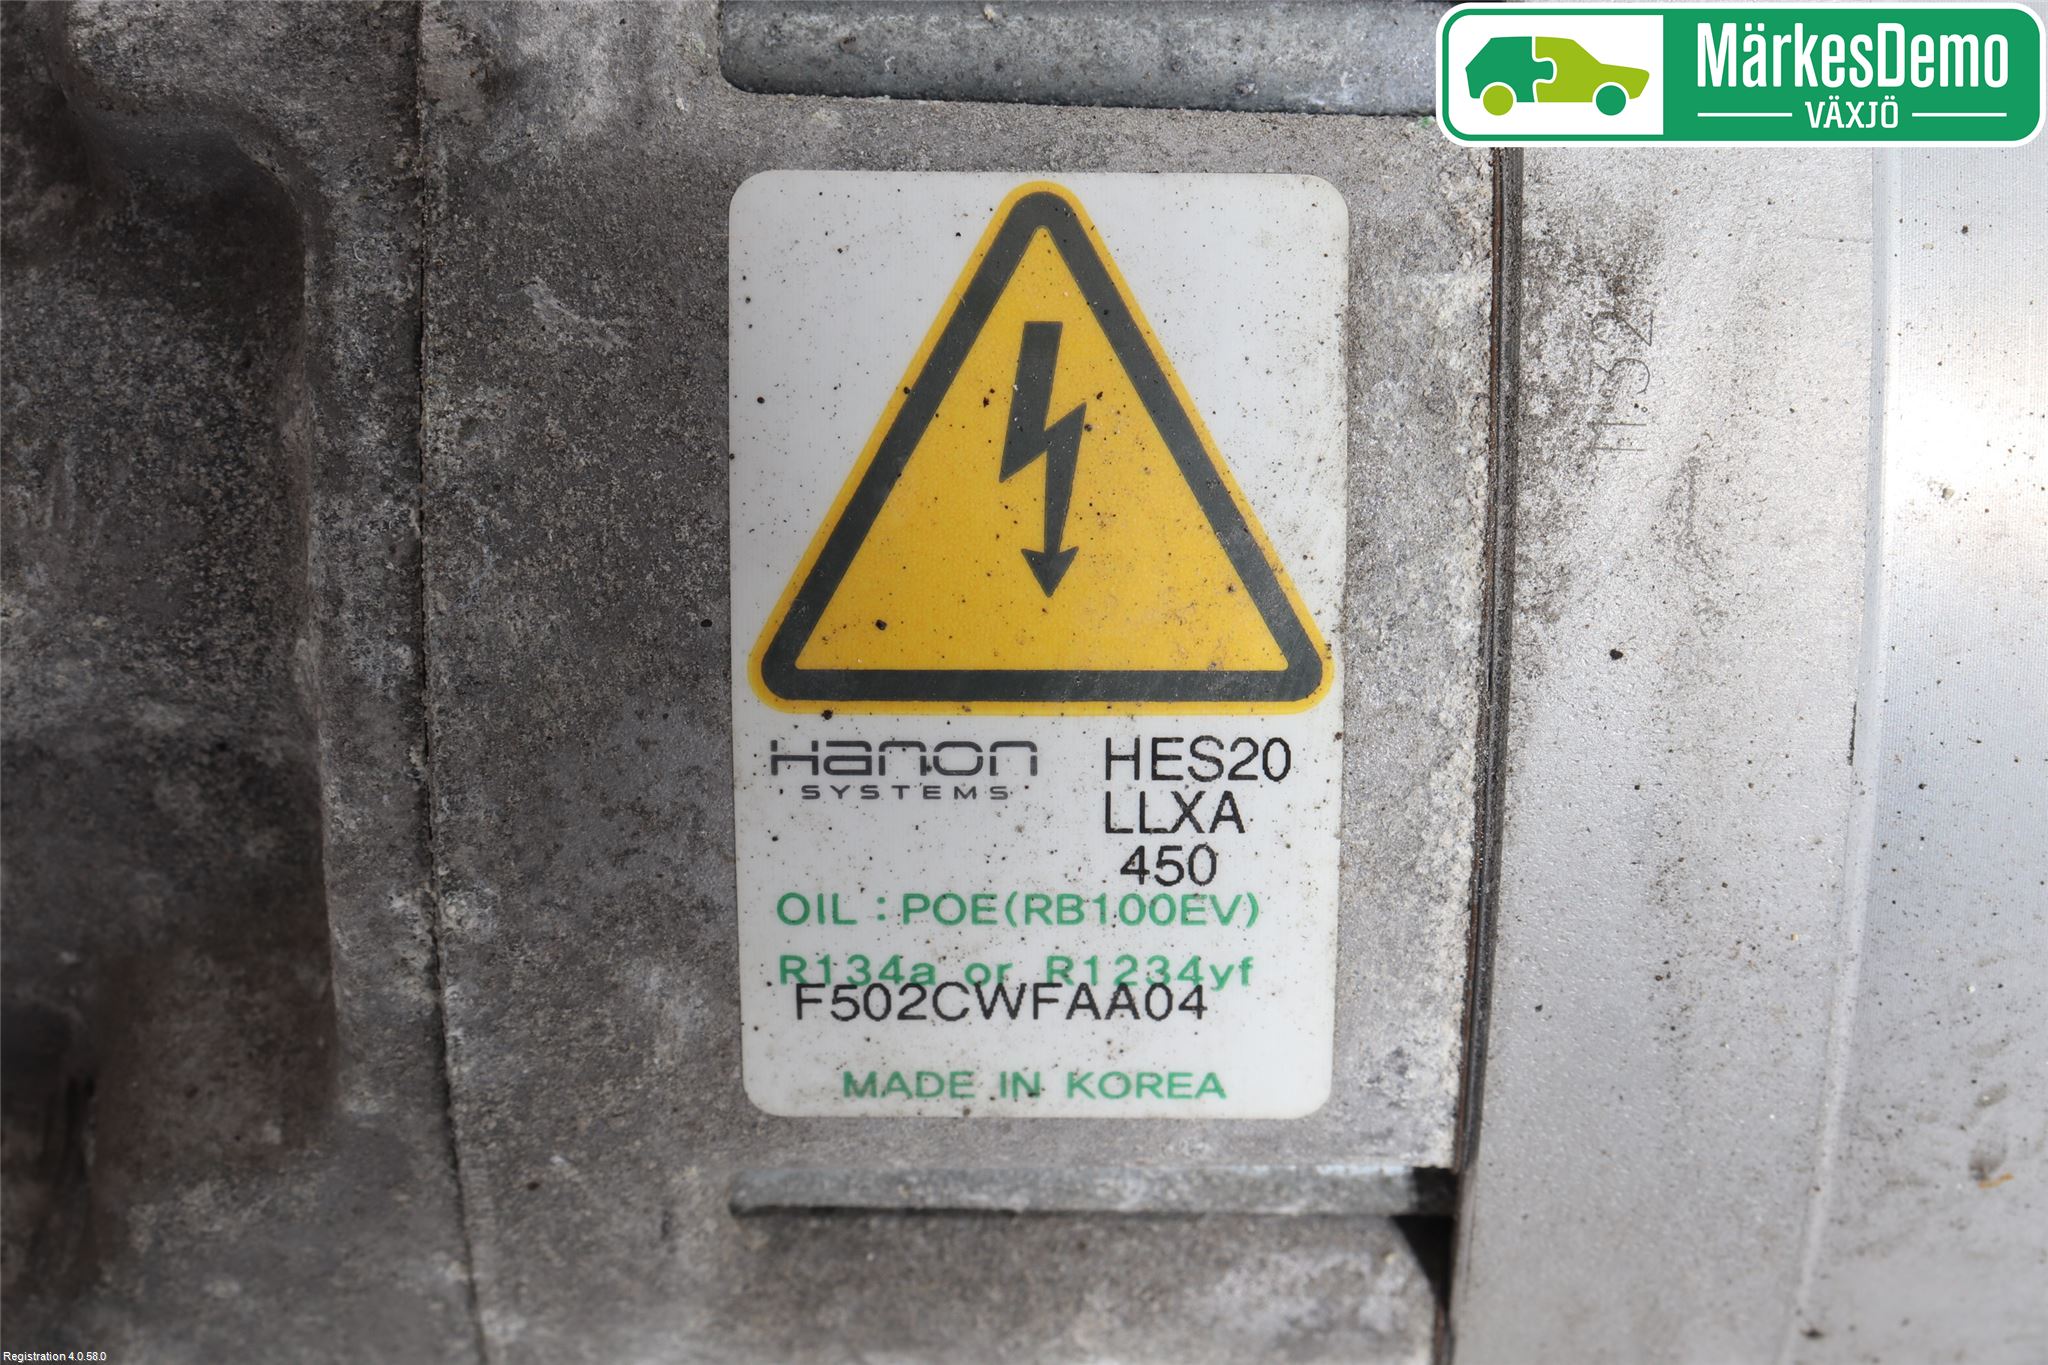 MärkesDemo
VÄXJÖ
Hanon
SYSTEMS
HES20
LLXA
450
OIL : POE(RB100EV)
R134a or R1234yf
F502CWFAA04
MADE IN KOREA
Registration 4.0.58.0